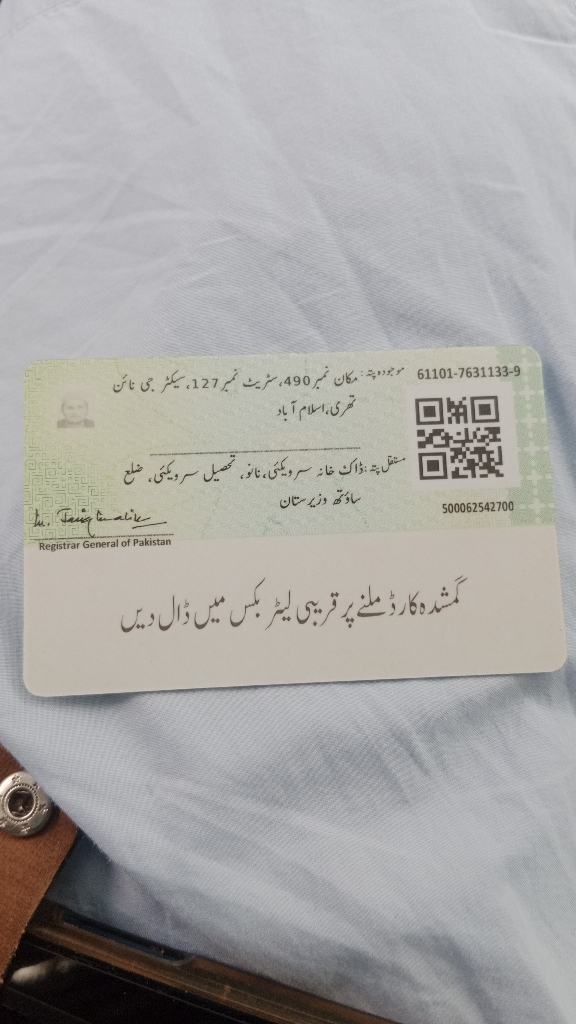 موجودہ پتہ: مکان نمبر 490، سٹریٹ نمبر 127، سیکٹر جی نائن
تھری، اسلام آباد
61101-7631133-9
مستقل پتہ: ڈاک خانہ سرویکئی، نانو، تحصیل سرویکئی، ضلع
ساؤتھ وزیرستان
500062542700
Registrar General of Pakistan
گمشدہ کارڈ ملنے پر قریبی لیٹر بکس میں ڈال دیں